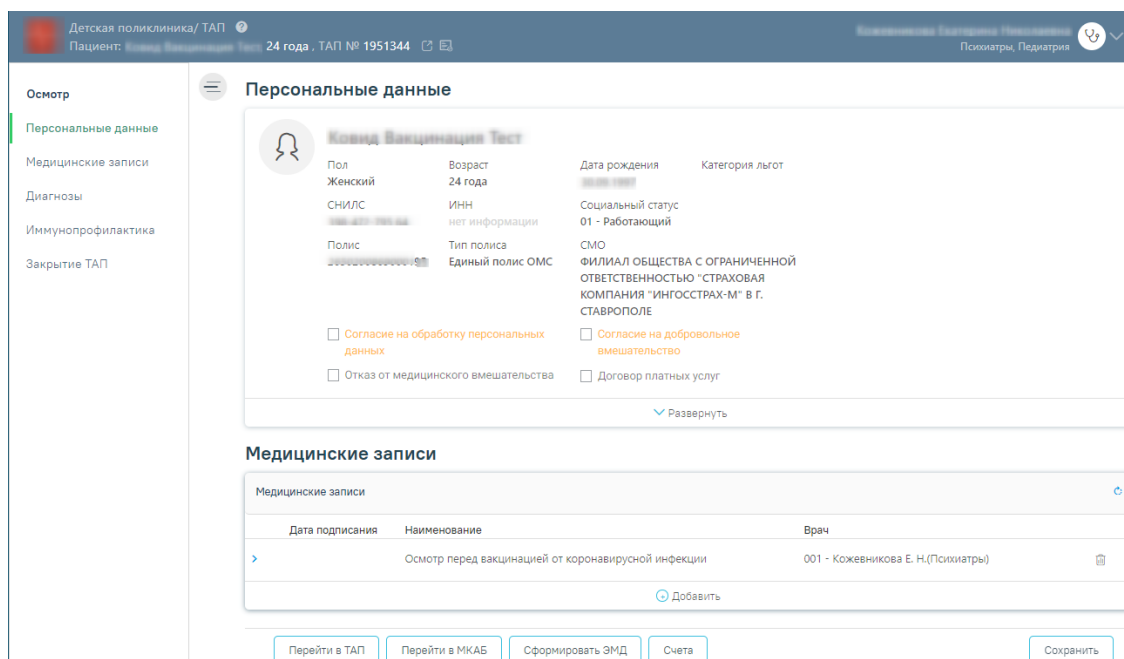 Детская поликлиника/ ТАП ?
Пациент: 24 года , ТАП № 1951344
Психиатры, Педиатрия
Осмотр
Персональные данные
Медицинские записи
Диагнозы
Иммунопрофилактика
Закрытие ТАП
Персональные данные
Ковид Вакцинация Тест
Пол Возраст Дата рождения Категория льгот
Женский 24 года
СНИЛС ИНН Социальный статус
нет информации 01 - Работающий
Полис Тип полиса СМО
Единый полис ОМС ФИЛИАЛ ОБЩЕСТВА С ОГРАНИЧЕННОЙ
ОТВЕТСТВЕННОСТЬЮ "СТРАХОВАЯ
КОМПАНИЯ "ИНГОССТРАХ-М" В Г.
СТАВРОПОЛЕ
Согласие на обработку персональных
данных
Согласие на добровольное
вмешательство
Отказ от медицинского вмешательства Договор платных услуг
Развернуть
Медицинские записи
Медицинские записи
Дата подписания Наименование Врач
Осмотр перед вакцинацией от коронавирусной инфекции 001 - Кожевникова Е. Н.(Психиатры)
Добавить
Перейти в ТАП Перейти в МКАБ Сформировать ЭМД Счета Сохранить